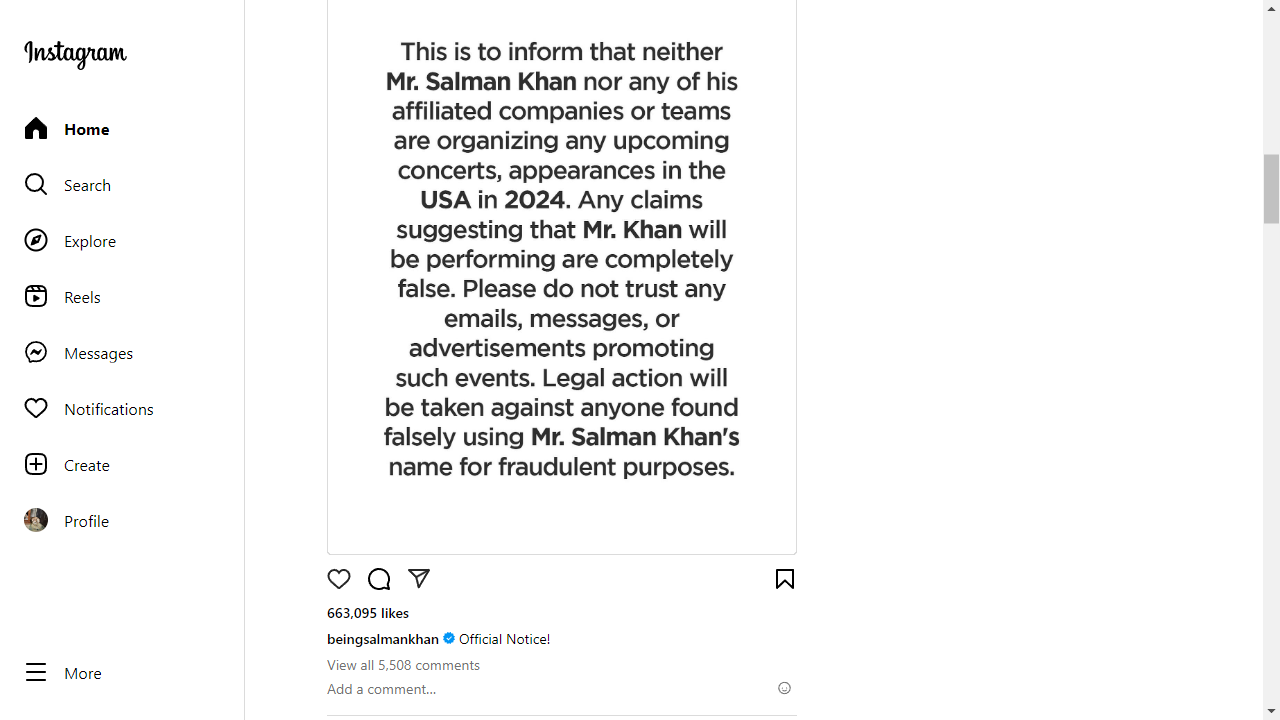 Instagram
Home
Search
Explore
Reels
Messages
Notifications
Create
Profile
More
This is to inform that neither
Mr. Salman Khan nor any of his
affiliated companies or teams
are organizing any upcoming
concerts, appearances in the
USA in 2024. Any claims
suggesting that Mr. Khan will
be performing are completely
false. Please do not trust any
emails, messages, or
advertisements promoting
such events. Legal action will
be taken against anyone found
falsely using Mr. Salman Khan's
name for fraudulent purposes.
663,095 likes
beingsalmankhan Official Notice!
View all 5,508 comments
Add a comment...